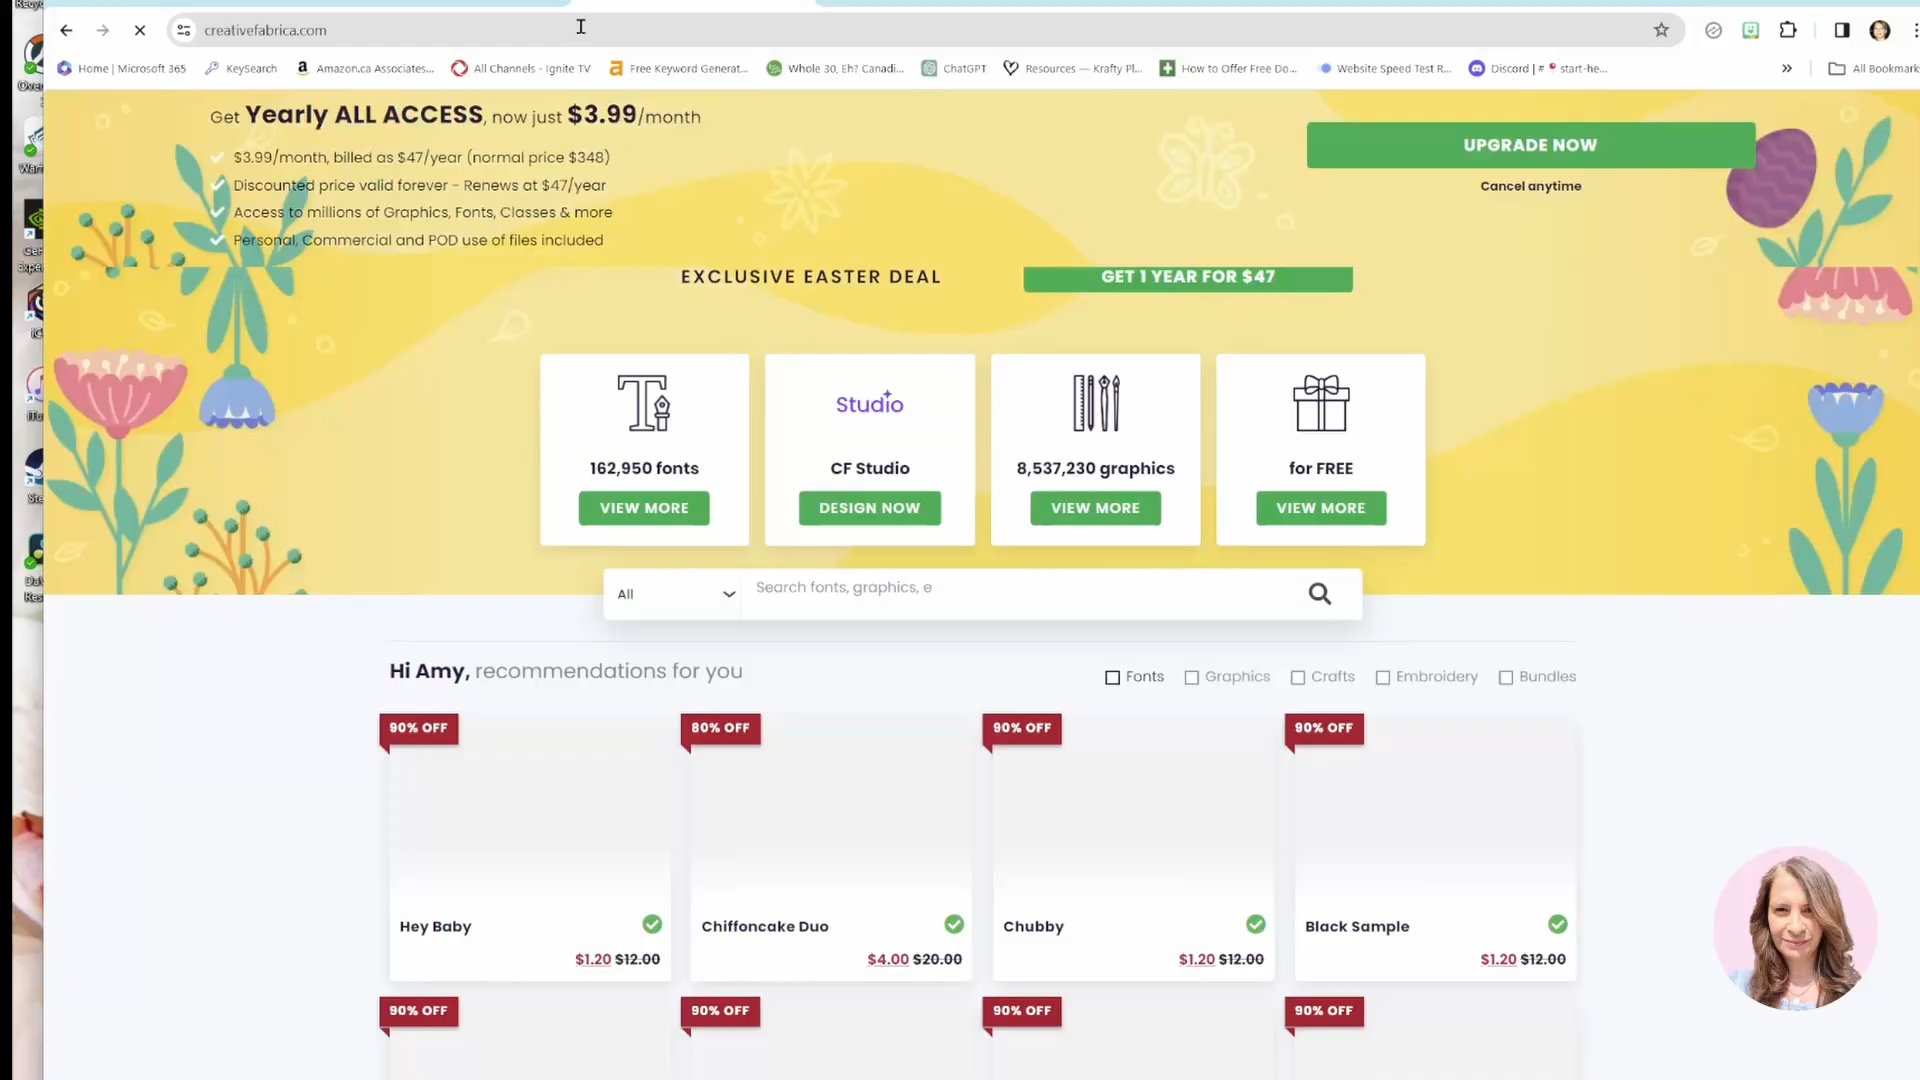 Recyc
creativefabrica.com
Home | Microsoft 365
KeySearch
Amazon.ca Associates...
All Channels - Ignite TV
Free Keyword Generat...
Whole 30, Eh? Canadi...
ChatGPT
Resources — Krafty Pl...
How to Offer Free Do...
Website Speed Test R...
Discord | # start-he...
All Bookmark
Over
Get Yearly ALL ACCESS, now just $3.99/month
$3.99/month, billed as $47/year (normal price $348)
Discounted price valid forever - Renews at $47/year
Access to millions of Graphics, Fonts, Classes & more
Personal, Commercial and POD use of files included
UPGRADE NOW
Cancel anytime
EXCLUSIVE EASTER DEAL
GET 1 YEAR FOR $47
162,950 fonts
VIEW MORE
Studio
CF Studio
DESIGN NOW
8,537,230 graphics
VIEW MORE
for FREE
VIEW MORE
All
Search fonts, graphics, e
Hi Amy, recommendations for you
Fonts
Graphics
Crafts
Embroidery
Bundles
90% OFF
80% OFF
90% OFF
90% OFF
Hey Baby
$1.20 $12.00
Chiffoncake Duo
$4.00 $20.00
Chubby
$1.20 $12.00
Black Sample
$1.20 $12.00
90% OFF
90% OFF
90% OFF
90% OFF